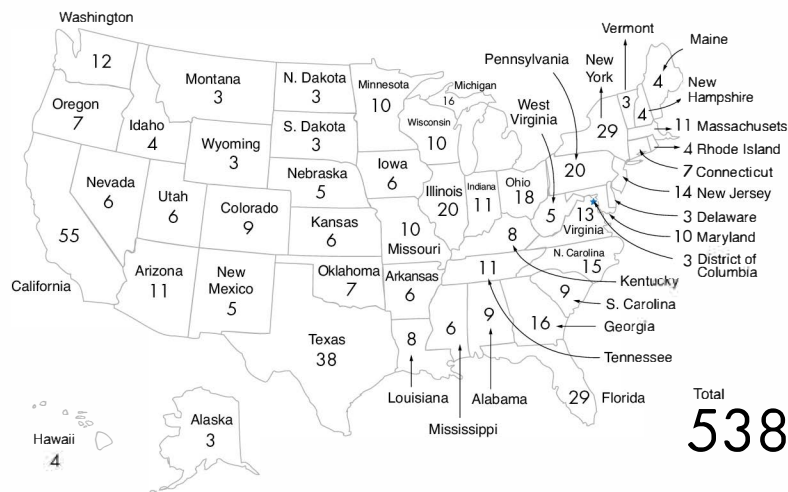 Washington
12
Oregon
7
California
55
Nevada
6
Idaho
4
Montana
3
Wyoming
3
Utah
6
Colorado
9
Arizona
11
New
Mexico
5
N. Dakota
3
S. Dakota
3
Nebraska
5
Kansas
6
Oklahoma
7
Texas
38
Minnesota
10
Iowa
6
10
Missouri
Arkansas
6
8
Louisiana
Wisconsin
10
Michigan
16
Illinois
20
Indiana
11
Ohio
18
8
Kentucky
11
Tennessee
6
Mississippi
9
Alabama
16
Georgia
29
Florida
9
S. Carolina
N. Carolina
15
13
Virginia
West
Virginia
5
Pennsylvania
20
New
York
29
Vermont
3
Maine
4
New
Hampshire
4
11 Massachusets
4 Rhode Island
7 Connecticut
14 New Jersey
3 Delaware
10 Maryland
3 District of
Columbia
Alaska
3
Hawaii
4
Total
538